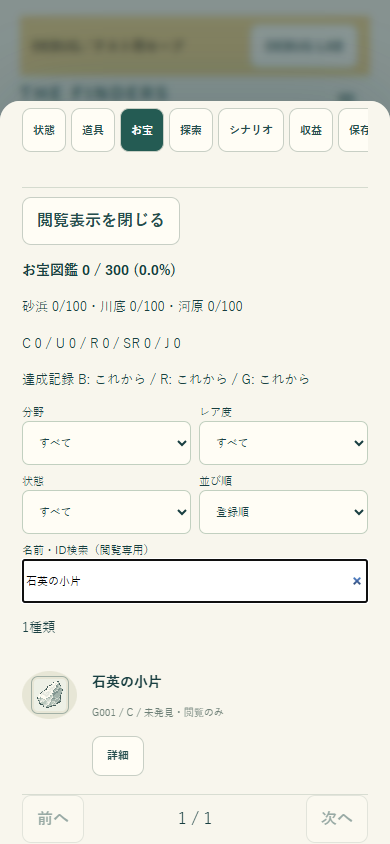 THE FINDERS
状態 道具 お宝 探索 シナリオ 収益 保存
閲覧表示を閉じる
お宝図鑑 0 / 300 (0.0%)
砂浜 0/100・川底 0/100・河原 0/100
C 0 / U 0 / R 0 / SR 0 / J 0
達成記録 B: これから / R: これから / G: これから
分野 レア度
すべて すべて
状態 並び順
すべて 登録順
名前・ID検索（閲覧専用）
石英の小片 ×
1種類
石英の小片
G001 / C / 未発見・閲覧のみ
詳細
前へ 1 / 1 次へ